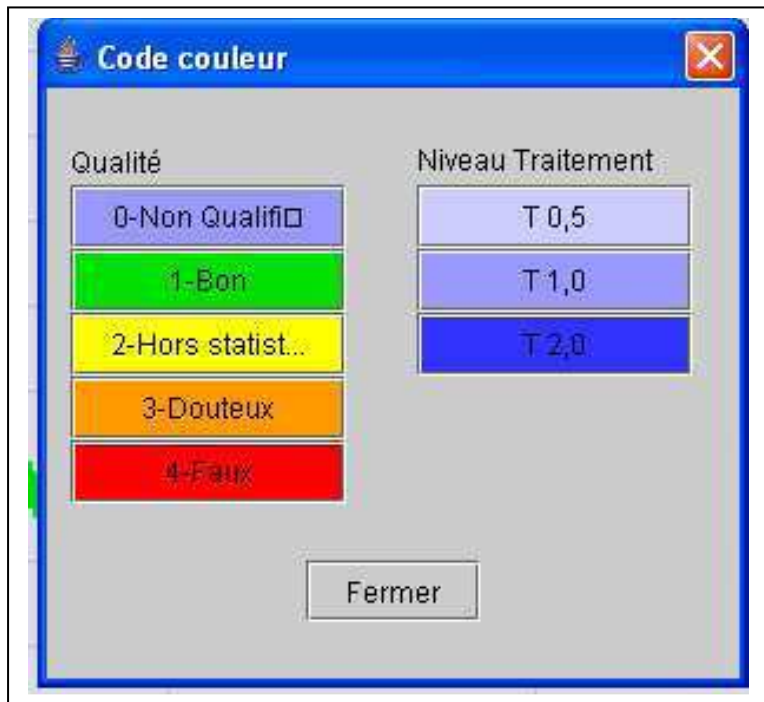 Code couleur
Qualité
0-Non Qualifi□
1-Bon
2-Hors statist...
3-Douteux
4-Faux
Niveau Traitement
T 0,5
T 1,0
T 2,0
Fermer